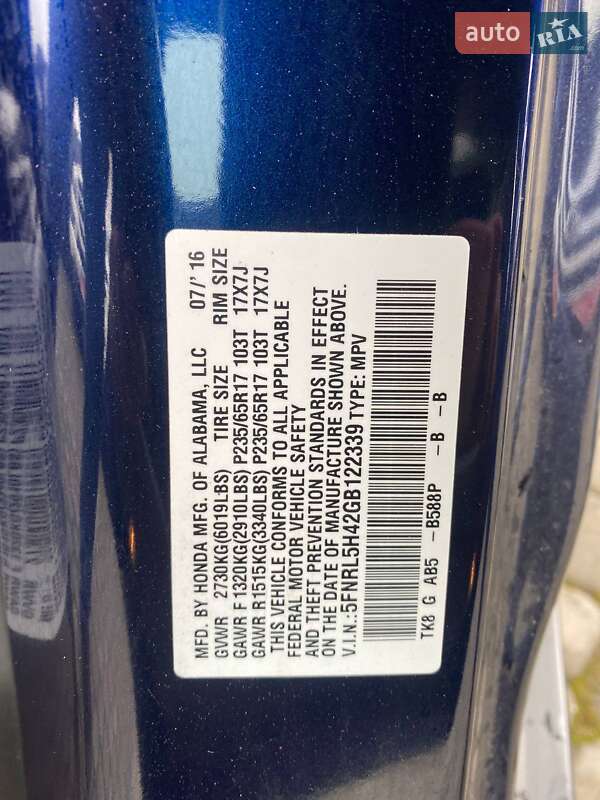 auto RIA.com
MFD. BY HONDA MFG. OF ALABAMA, LLC 07/'16
GVWR 2730KG(6019LBS) TIRE SIZE RIM SIZE
GAWR F1320KG(2910LBS) P235/65R17 103T 17X7J
GAWR R1515KG(3340LBS) P235/65R17 103T 17X7J
THIS VEHICLE CONFORMS TO ALL APPLICABLE
FEDERAL MOTOR VEHICLE SAFETY
AND THEFT PREVENTION STANDARDS IN EFFECT
ON THE DATE OF MANUFACTURE SHOWN ABOVE.
V.I.N.:5FNRL5H42GB122339 TYPE: MPV
TK8 G AB5 -B588P -B -B